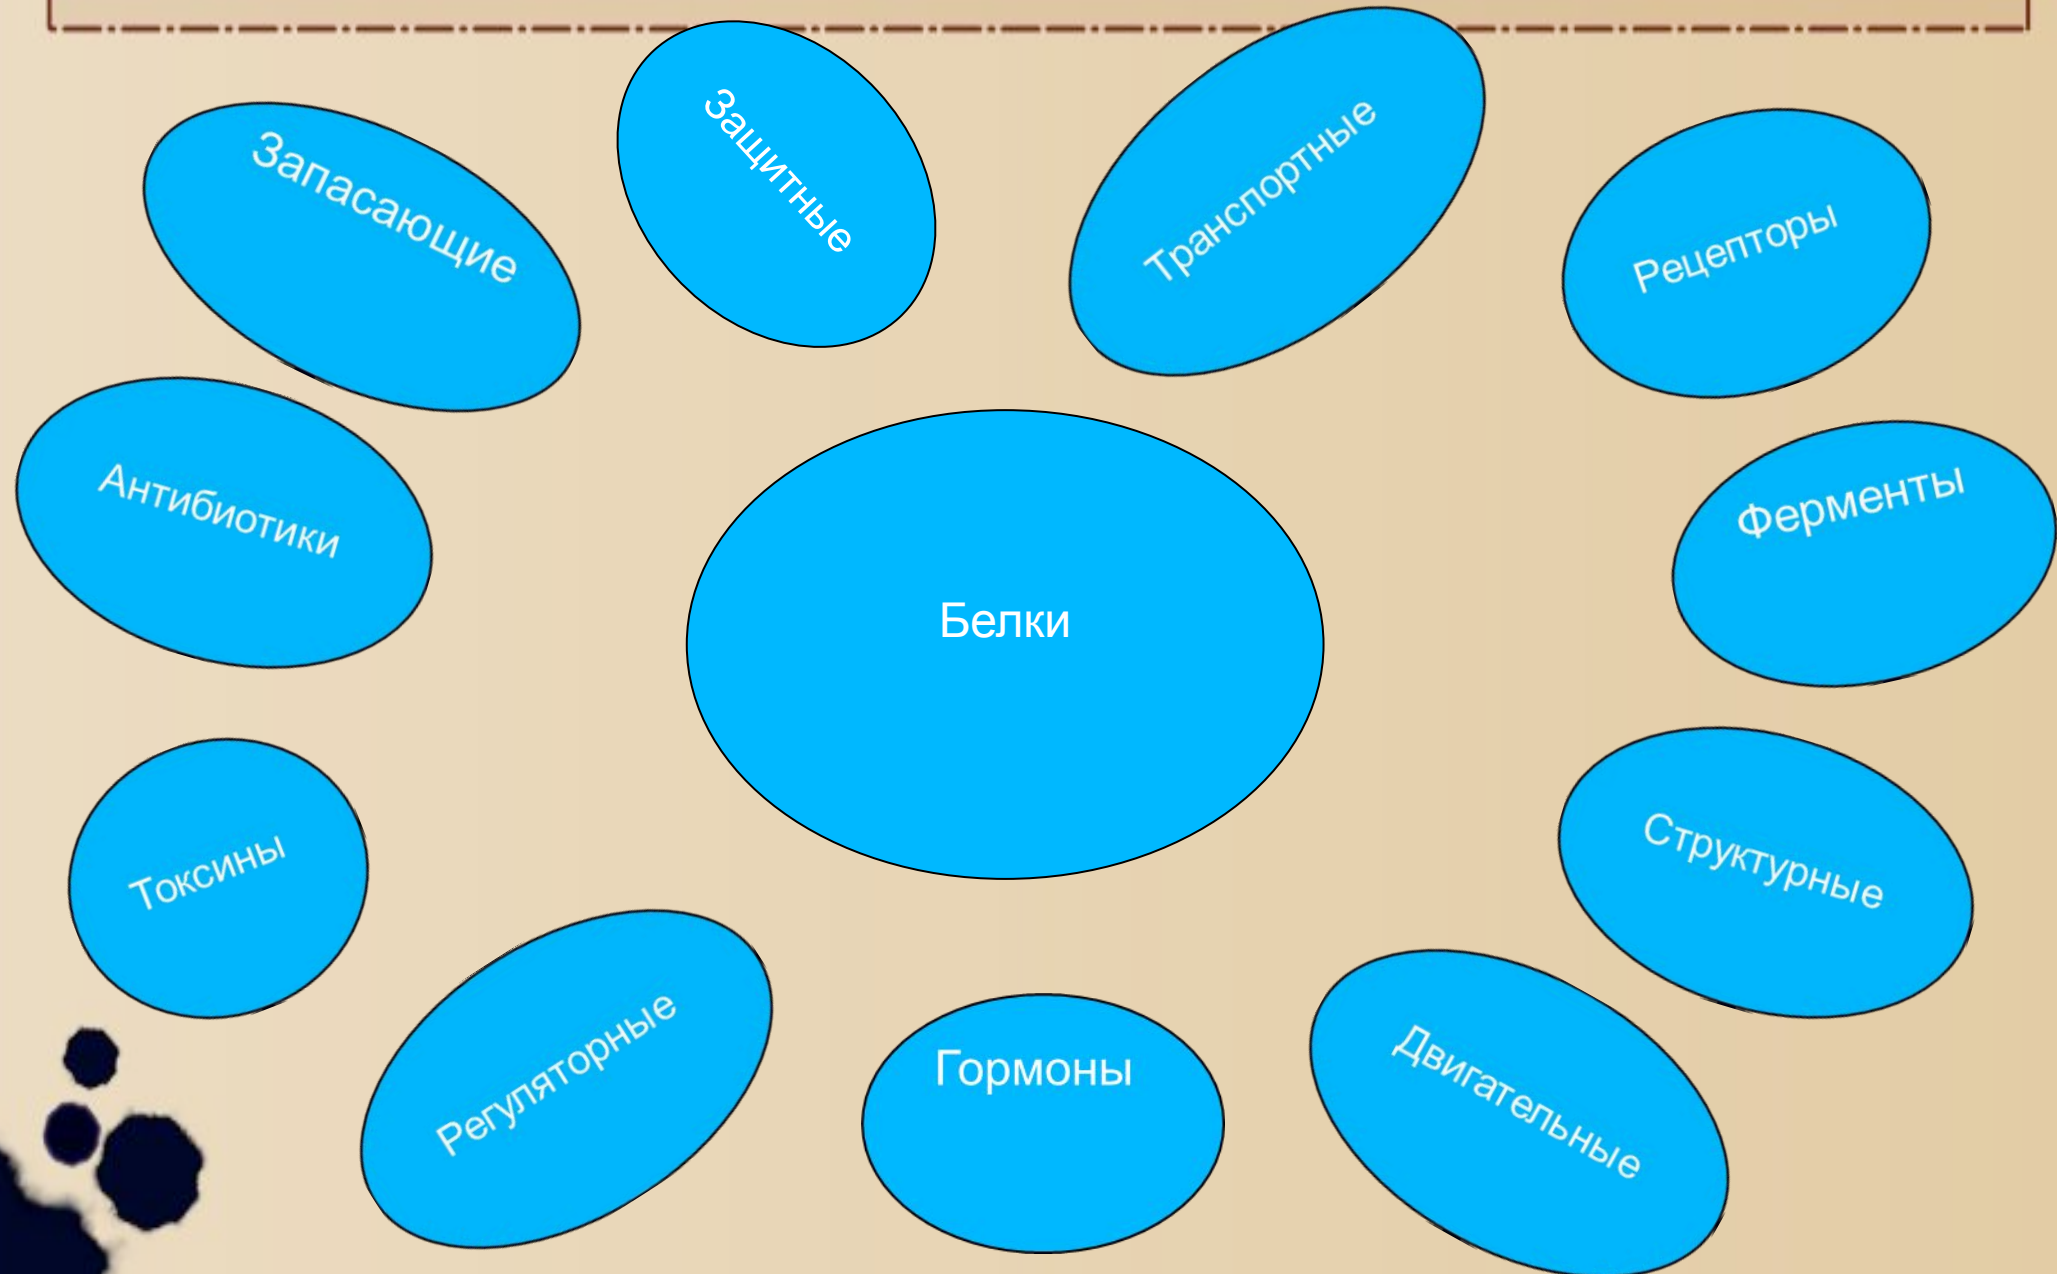 Защитные
Транспортные
Запасающие
Рецепторы
Антибиотики
Ферменты
Белки
Токсины
Структурные
Регуляторные
Гормоны
Двигательные